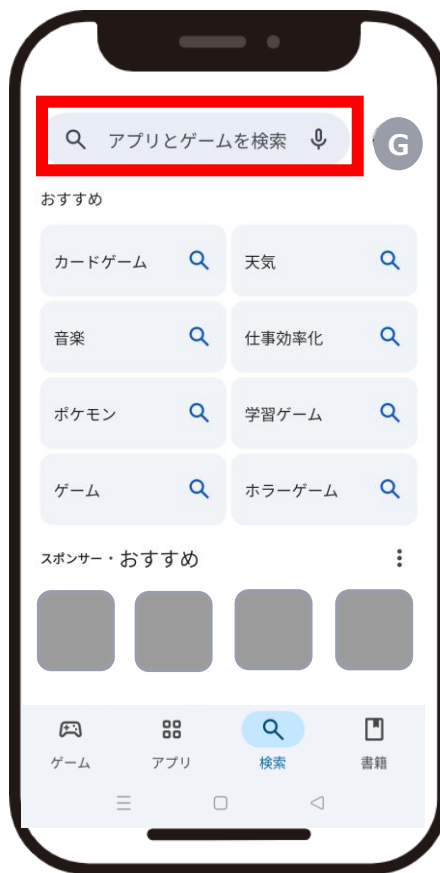 アプリとゲームを検索
G
おすすめ
カードゲーム
天気
音楽
仕事効率化
ポケモン
学習ゲーム
ゲーム
ホラーゲーム
スポンサー・おすすめ
ゲーム
アプリ
検索
書籍